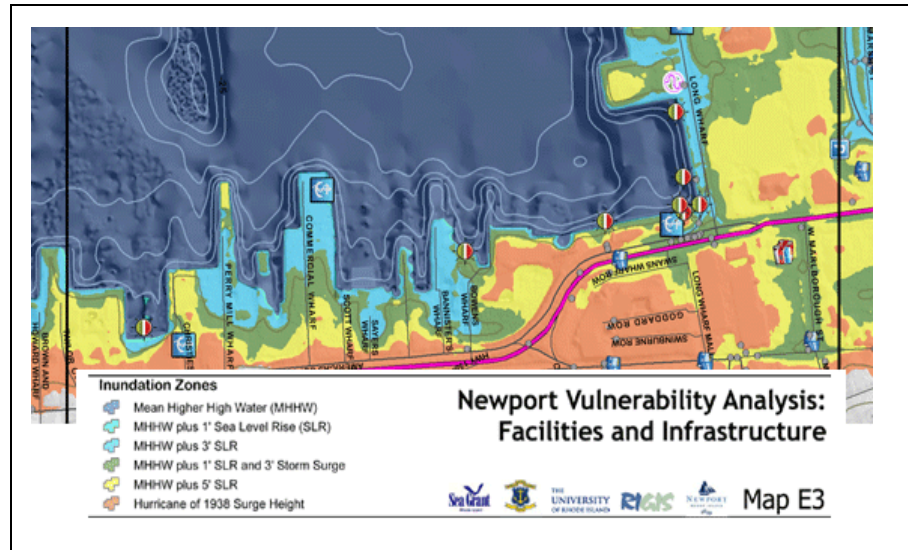 LONG WHARF
COMMERCIAL WHARF
PERRY MILL WHARF
SCOTT WHARF
SAYERS
WHARF
BANNISTER'S
WHARF
BOWENS
WHARF
SWANS WHARF ROW
LONG WHARF MALL
GODDARD ROW
SWINBURNE ROW
W MARLBOROUGH ST
BROWN AND
HOWARD WHARF
Inundation Zones
Mean Higher High Water (MHHW)
MHHW plus 1' Sea Level Rise (SLR)
MHHW plus 3' SLR
MHHW plus 1' SLR and 3' Storm Surge
MHHW plus 5' SLR
Hurricane of 1938 Surge Height
Newport Vulnerability Analysis:
Facilities and Infrastructure
Sea Grant
THE
UNIVERSITY
OF RHODE ISLAND
RIGIS
NEWPORT
Map E3